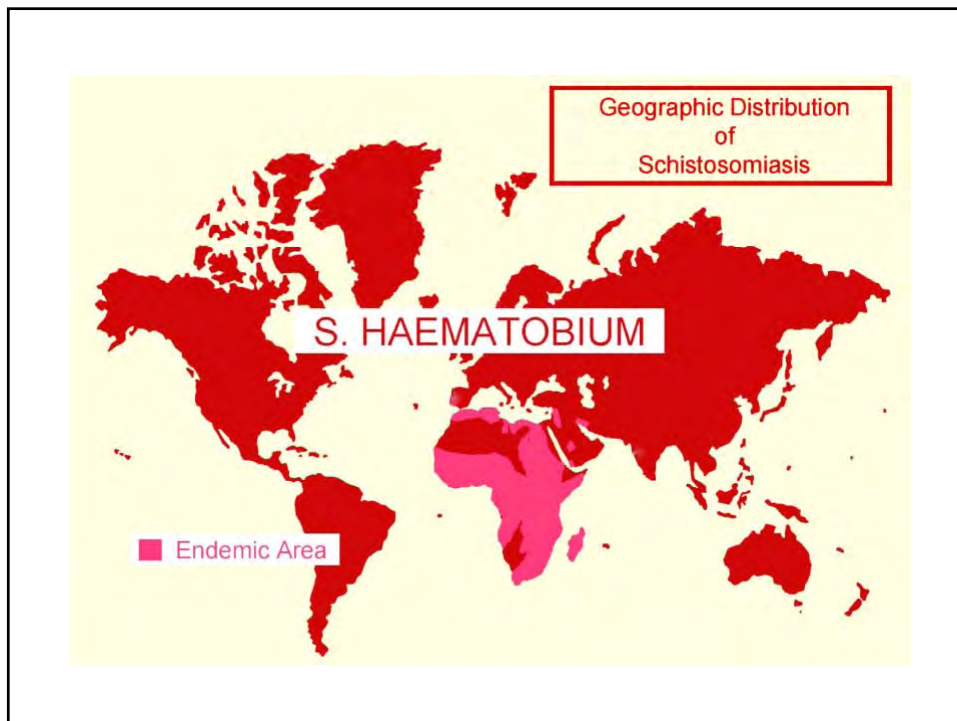 Geographic Distribution
of
Schistosomiasis
S. HAEMATOBIUM
Endemic Area